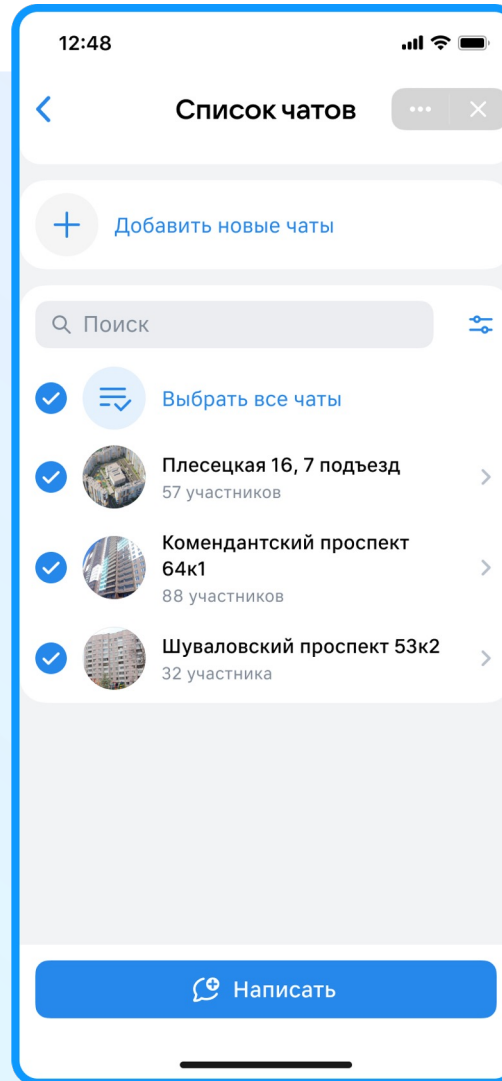 12:48
Список чатов
Добавить новые чаты
Поиск
Выбрать все чаты
Плесецкая 16, 7 подъезд
57 участников
Комендантский проспект
64к1
88 участников
Шуваловский проспект 53к2
32 участника
Написать